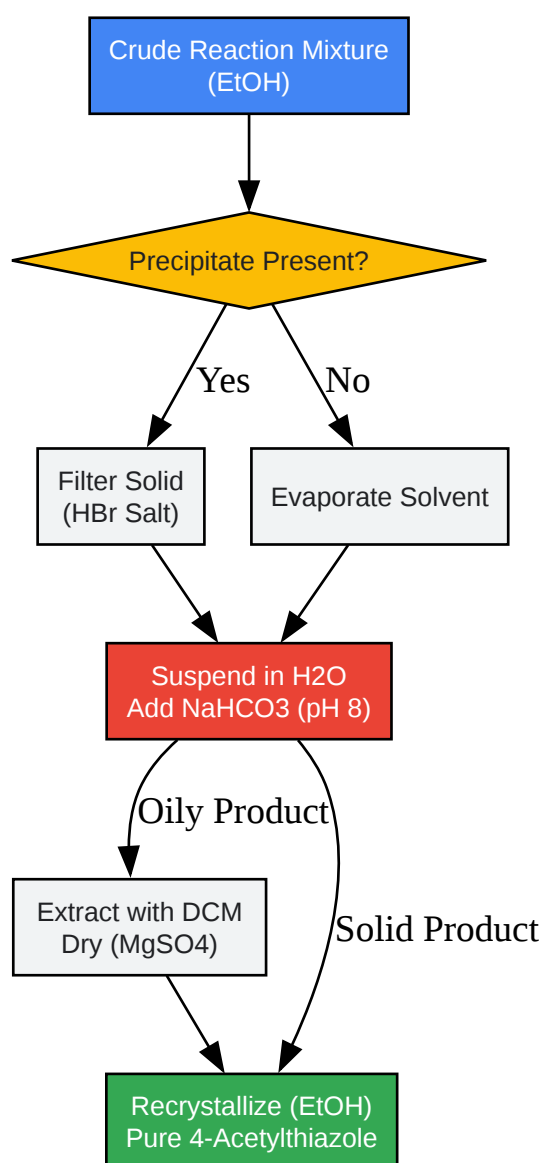 Crude Reaction Mixture
(EtOH)
Precipitate Present?
Yes
No
Filter Solid
(HBr Salt)
Evaporate Solvent
Suspend in H2O
Add NaHCO3 (pH 8)
Oily Product
Extract with DCM
Dry (MgSO4)
Solid Product
Recrystallize (EtOH)
Pure 4-Acetylthiazole